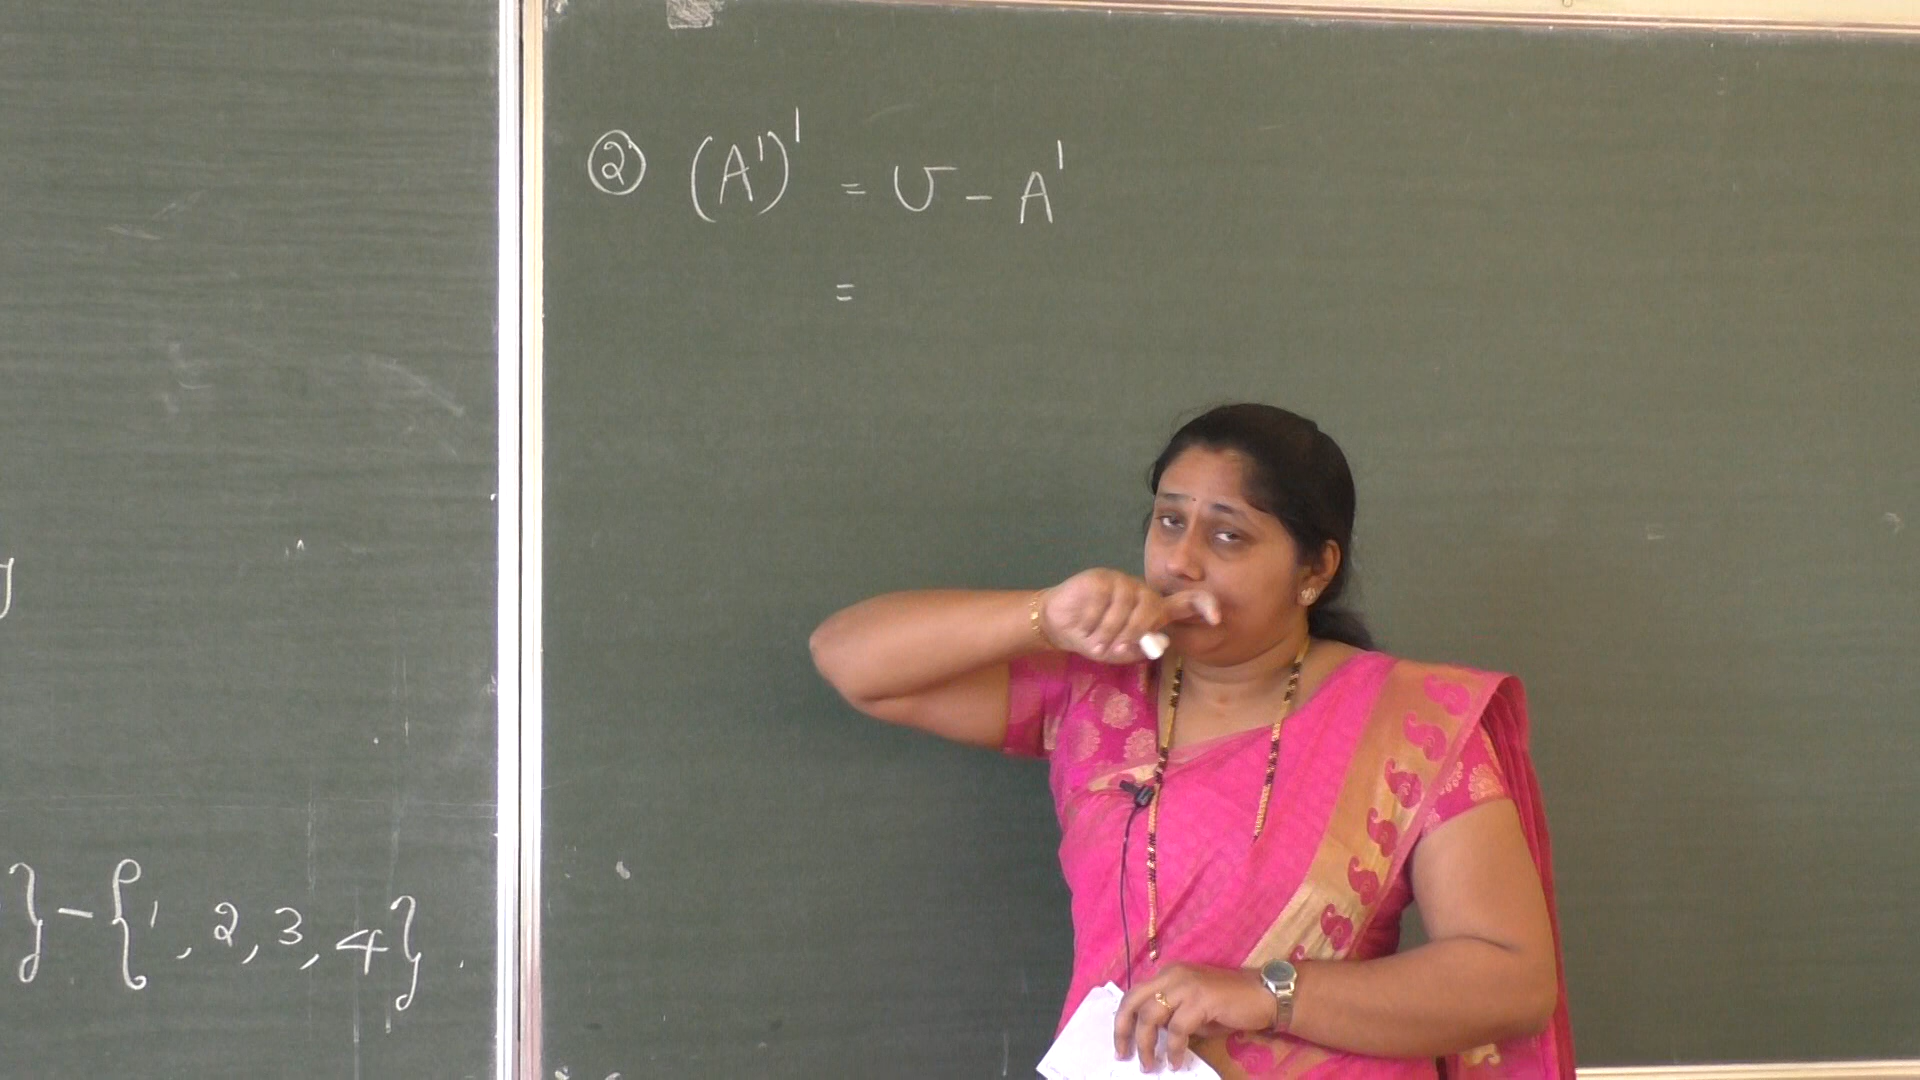 } - {1, 2, 3, 4}.
② (A')' = U - A'
=